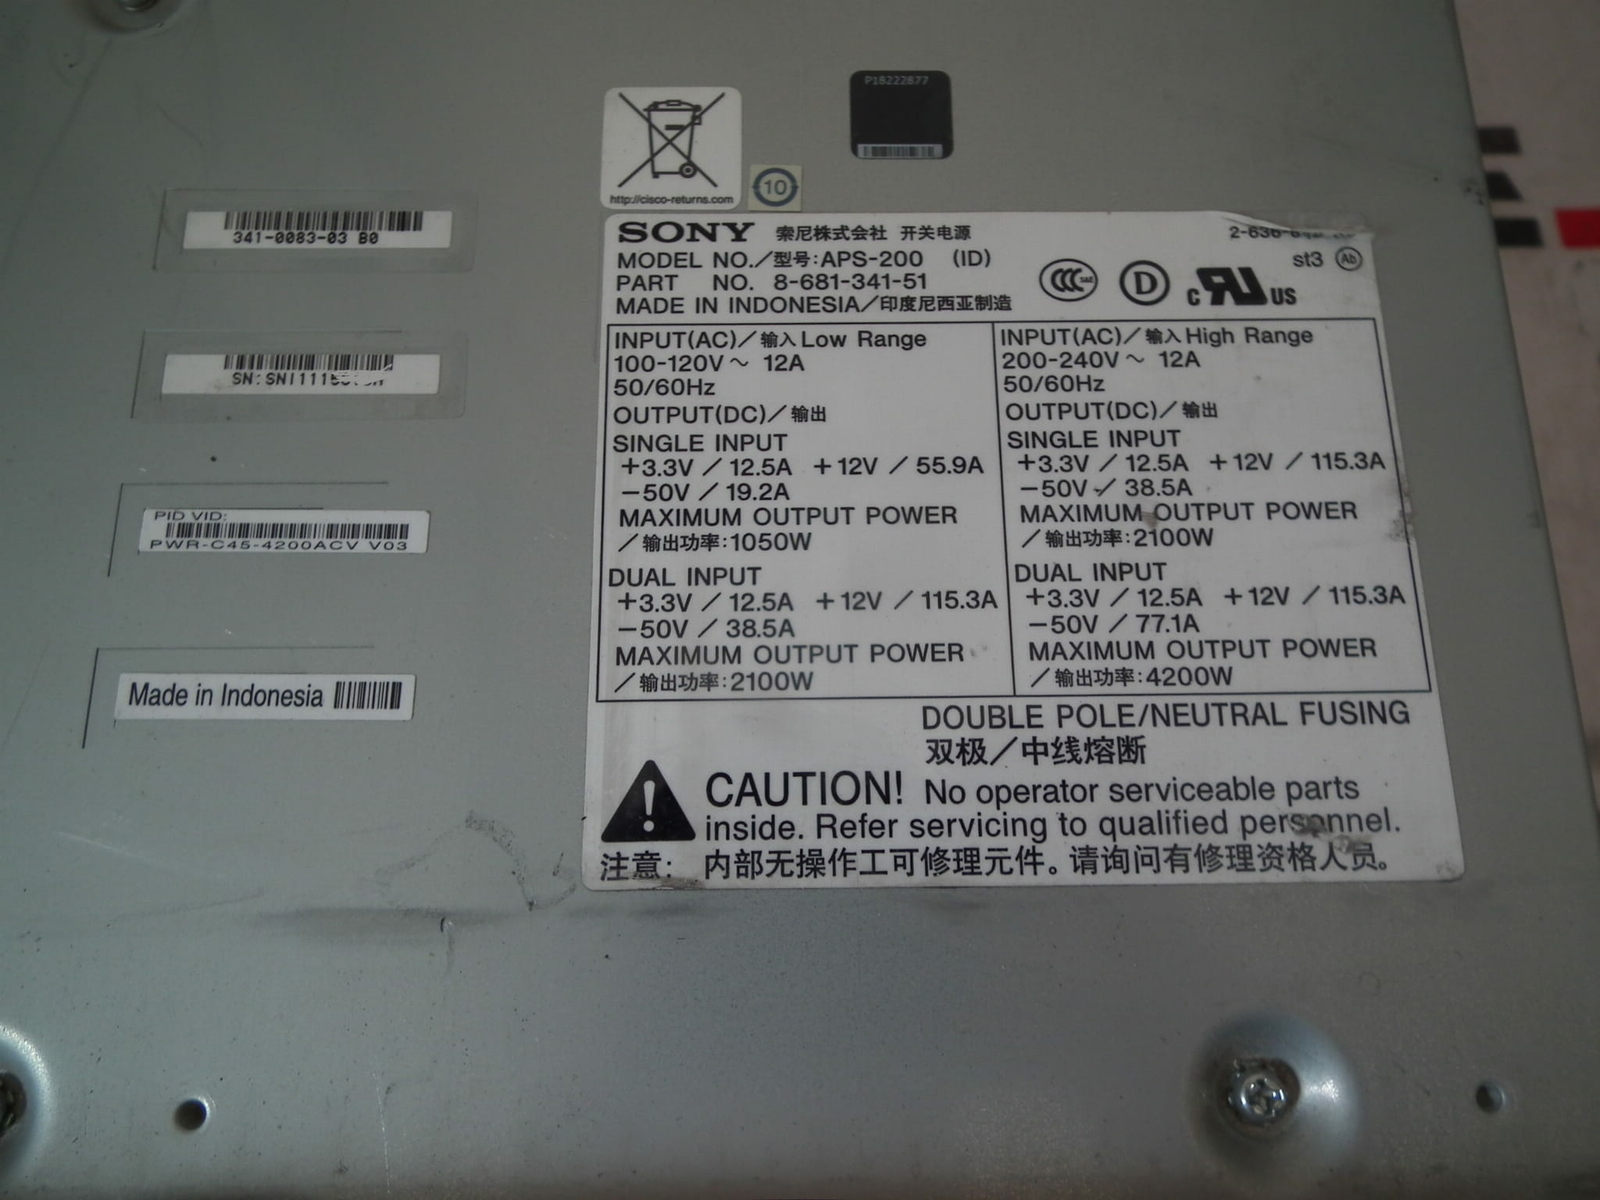 P18222877
http://cisco-returns.com
10
341-0083-03 B0
SONY 索尼株式会社 开关电源
MODEL NO./型号:APS-200 (ID)
st3 Ab
PART NO. 8-681-341-51
MADE IN INDONESIA/印度尼西亚制造
CCC D c US
INPUT(AC)/输入 Low Range
100-120V~ 12A
50/60Hz
OUTPUT(DC)/输出
SINGLE INPUT
+3.3V / 12.5A +12V / 55.9A
-50V / 19.2A
MAXIMUM OUTPUT POWER
/输出功率:1050W
DUAL INPUT
+3.3V / 12.5A +12V / 115.3A
-50V / 38.5A
MAXIMUM OUTPUT POWER
/输出功率:2100W
INPUT(AC)/输入 High Range
200-240V~ 12A
50/60Hz
OUTPUT(DC)/输出
SINGLE INPUT
+3.3V / 12.5A +12V / 115.3A
-50V / 38.5A
MAXIMUM OUTPUT POWER
/输出功率:2100W
DUAL INPUT
+3.3V / 12.5A +12V / 115.3A
-50V / 77.1A
MAXIMUM OUTPUT POWER
/输出功率:4200W
SN:
PID VID:
PWR-C45-4200ACV V03
Made in Indonesia
DOUBLE POLE/NEUTRAL FUSING
双极/中线熔断
CAUTION! No operator serviceable parts
inside. Refer servicing to qualified personnel.
注意: 内部无操作工可修理元件。请询问有修理资格人员。